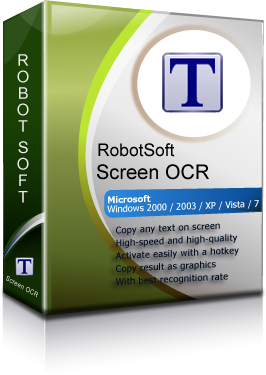 ROBOT SOFT
T
Screen OCR
T
RobotSoft
Screen OCR
Microsoft
Windows 2000 / 2003 / XP / Vista / 7
Copy any text on screen
High-speed and high-quality
Activate easily with a hotkey
Copy result as graphics
With best recognition rate